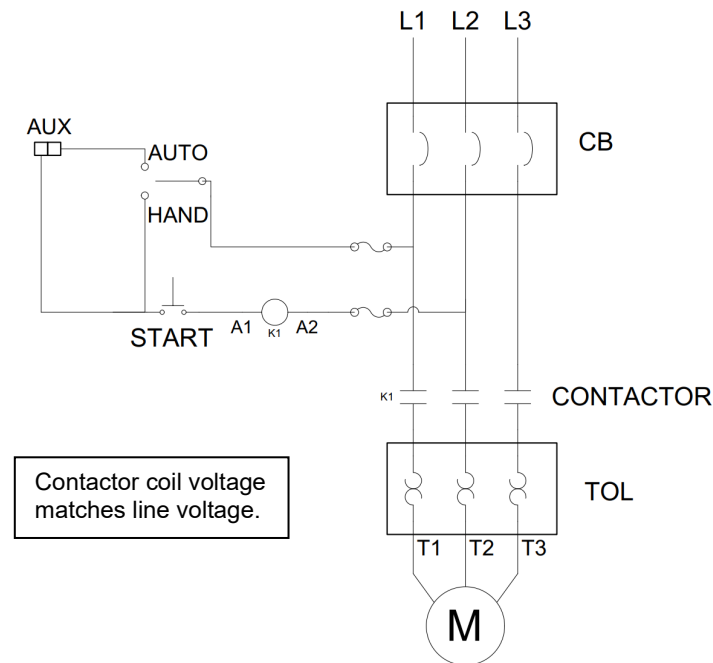 L1 L2 L3
CB
AUX
AUTO
HAND
START
A1
K1
A2
K1
CONTACTOR
Contactor coil voltage
matches line voltage.
TOL
T1 T2 T3
M